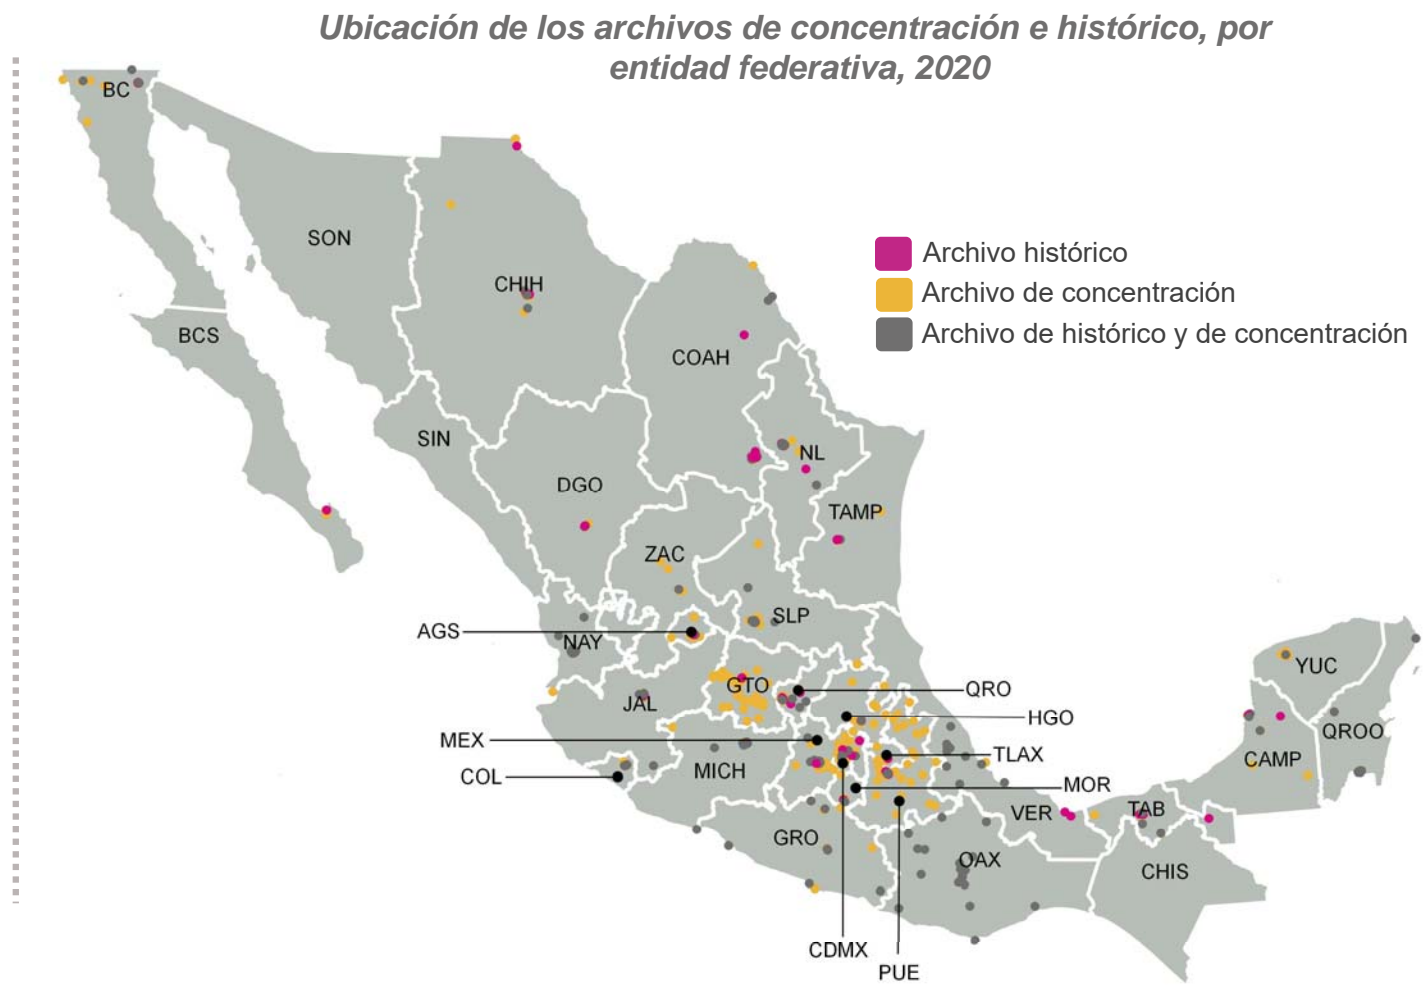 Ubicación de los archivos de concentración e histórico, por
entidad federativa, 2020
BC
SON
CHIH
Archivo histórico
Archivo de concentración
Archivo de histórico y de concentración
BCS
COAH
SIN
NL
DGO
TAMP
ZAC
SLP
AGS
NAY
YUC
GTO
QRO
JAL
HGO
QROO
MEX
TLAX
CAMP
COL
MICH
MOR
VER
TAB
GRO
OAX
CHIS
CDMX
PUE